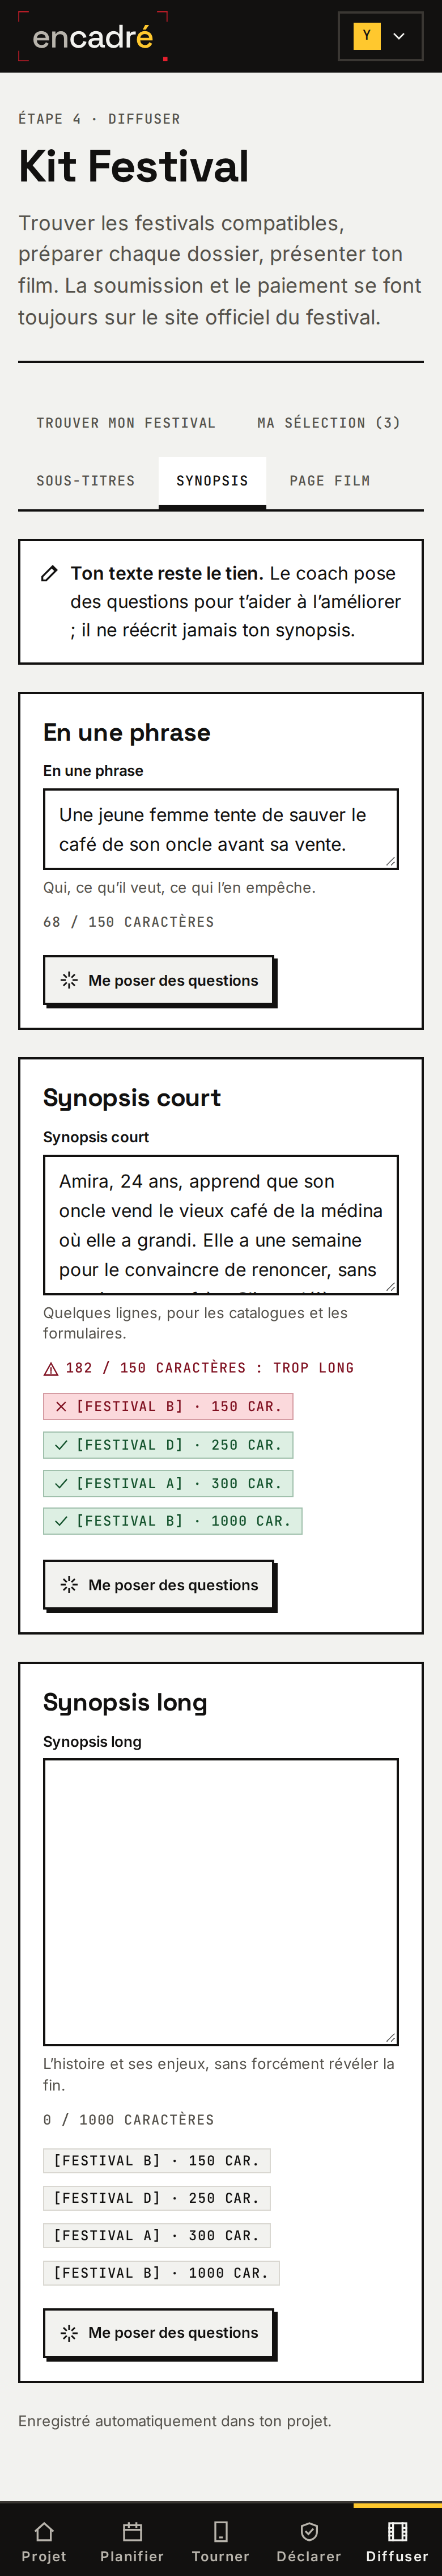 encadré
Y
ÉTAPE 4 · DIFFUSER
Kit Festival
Trouver les festivals compatibles,
préparer chaque dossier, présenter ton
film. La soumission et le paiement se font
toujours sur le site officiel du festival.
TROUVER MON FESTIVAL
MA SÉLECTION (3)
SOUS-TITRES
SYNOPSIS
PAGE FILM
Ton texte reste le tien. Le coach pose
des questions pour t’aider à l’améliorer
; il ne réécrit jamais ton synopsis.
En une phrase
En une phrase
Une jeune femme tente de sauver le
café de son oncle avant sa vente.
Qui, ce qu’il veut, ce qui l’en empêche.
68 / 150 CARACTÈRES
Me poser des questions
Synopsis court
Synopsis court
Amira, 24 ans, apprend que son
oncle vend le vieux café de la médina
où elle a grandi. Elle a une semaine
pour le convaincre de renoncer, sans
Quelques lignes, pour les catalogues et les
formulaires.
182 / 150 CARACTÈRES : TROP LONG
[FESTIVAL B] · 150 CAR.
[FESTIVAL D] · 250 CAR.
[FESTIVAL A] · 300 CAR.
[FESTIVAL B] · 1000 CAR.
Me poser des questions
Synopsis long
Synopsis long
L’histoire et ses enjeux, sans forcément révéler la
fin.
0 / 1000 CARACTÈRES
[FESTIVAL B] · 150 CAR.
[FESTIVAL D] · 250 CAR.
[FESTIVAL A] · 300 CAR.
[FESTIVAL B] · 1000 CAR.
Me poser des questions
Enregistré automatiquement dans ton projet.
Projet
Planifier
Tourner
Déclarer
Diffuser